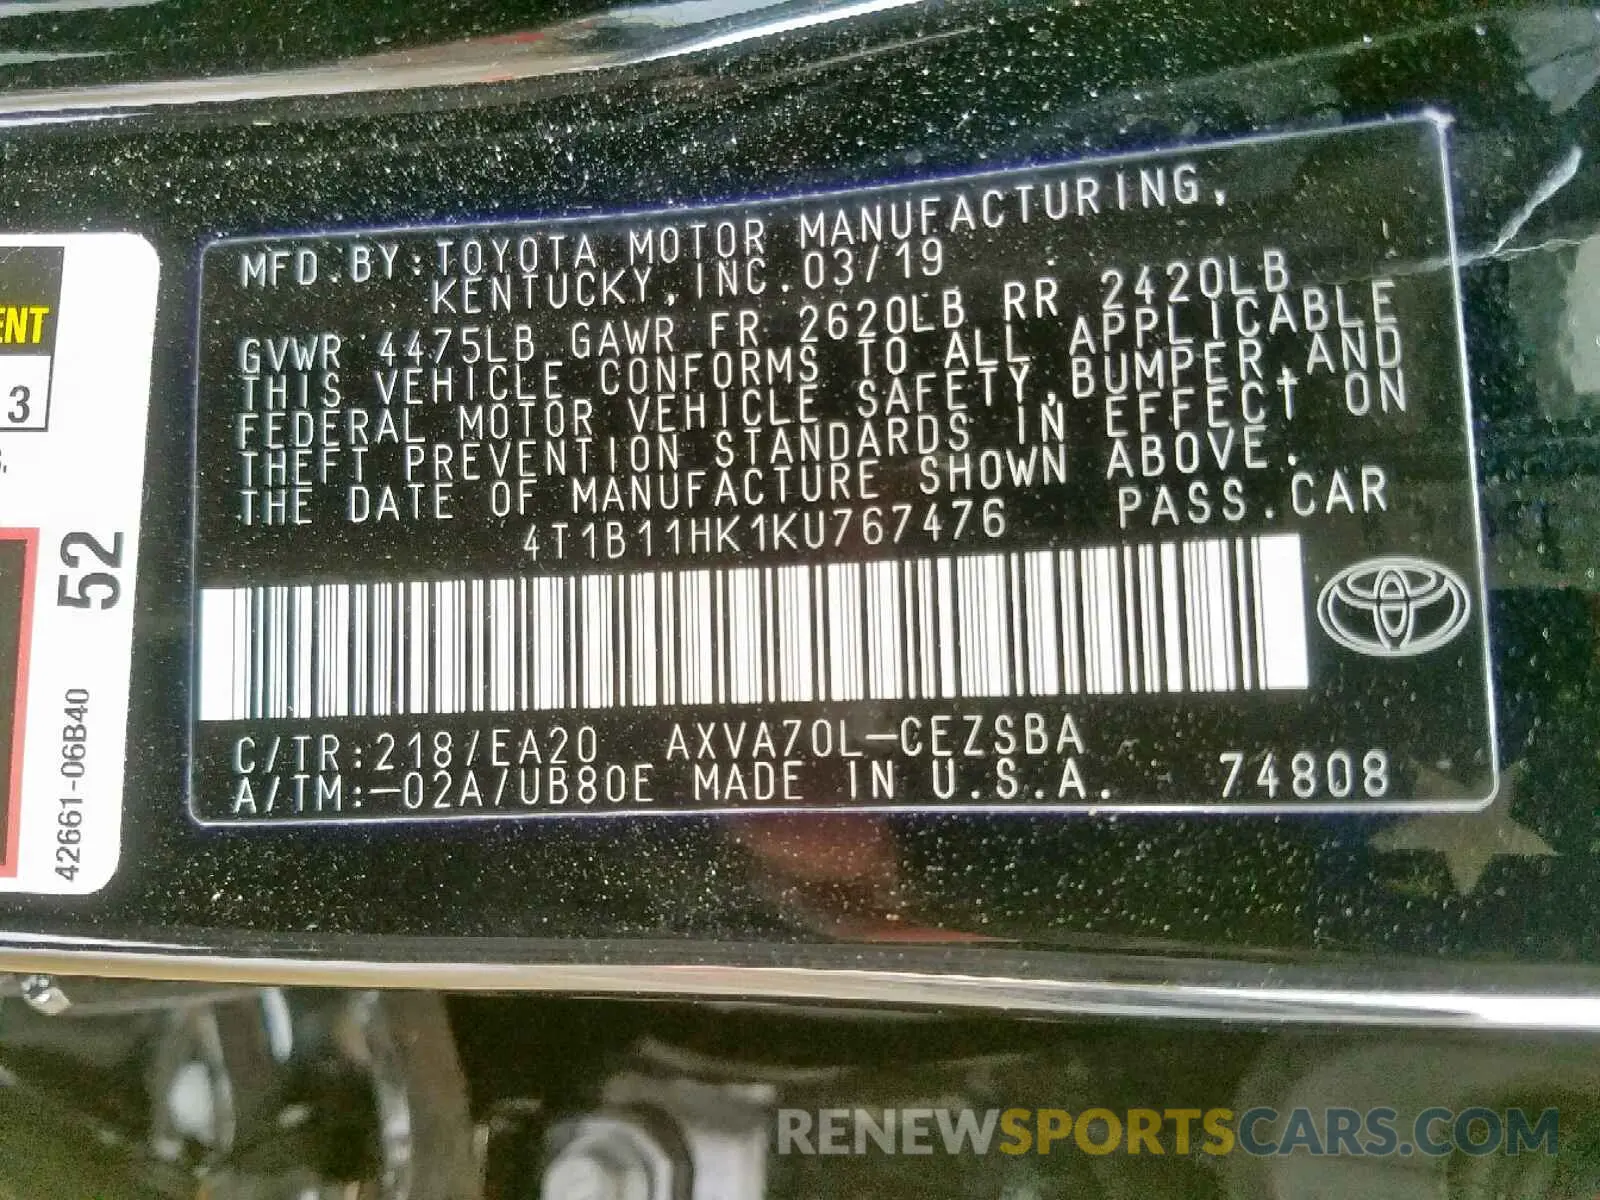 MFD.BY:TOYOTA MOTOR MANUFACTURING,
KENTUCKY,INC.03/19
GVWR 4475LB GAWR FR 2620LB RR 2420LB
THIS VEHICLE CONFORMS TO ALL APPLICABLE
FEDERAL MOTOR VEHICLE SAFETY,BUMPER,AND
THEFT PREVENTION STANDARDS IN EFFECT ON
THE DATE OF MANUFACTURE SHOWN ABOVE.
4T1B11HK1KU767476 PASS.CAR
C/TR:218/EA20 AXVA70L-CEZSBA
A/TM:-02A/UB80E MADE IN U.S.A. 74808
ENT
3
52
42661-06B40
RENEWSPORTSCARS.COM